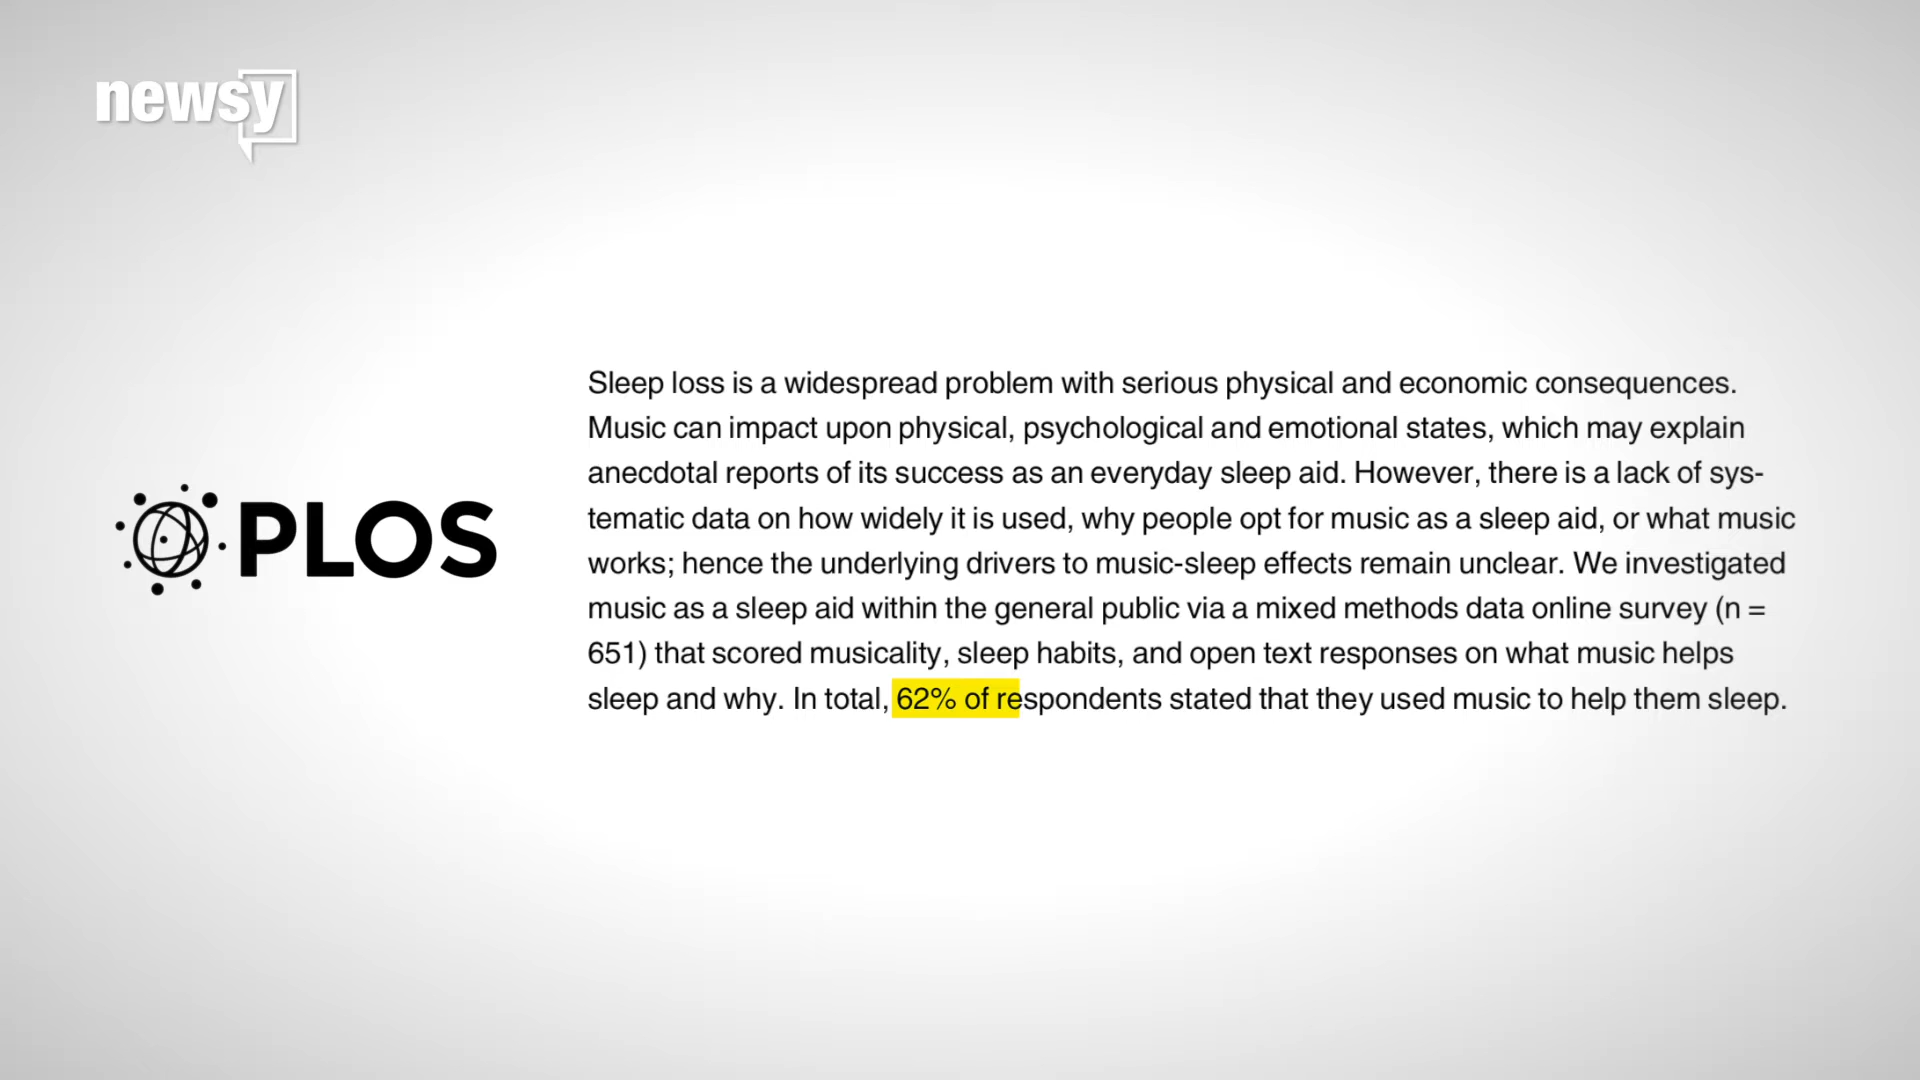 newsy
PLOS
Sleep loss is a widespread problem with serious physical and economic consequences.
Music can impact upon physical, psychological and emotional states, which may explain
anecdotal reports of its success as an everyday sleep aid. However, there is a lack of sys-
tematic data on how widely it is used, why people opt for music as a sleep aid, or what music
works; hence the underlying drivers to music-sleep effects remain unclear. We investigated
music as a sleep aid within the general public via a mixed methods data online survey (n =
651) that scored musicality, sleep habits, and open text responses on what music helps
sleep and why. In total, 62% of respondents stated that they used music to help them sleep.